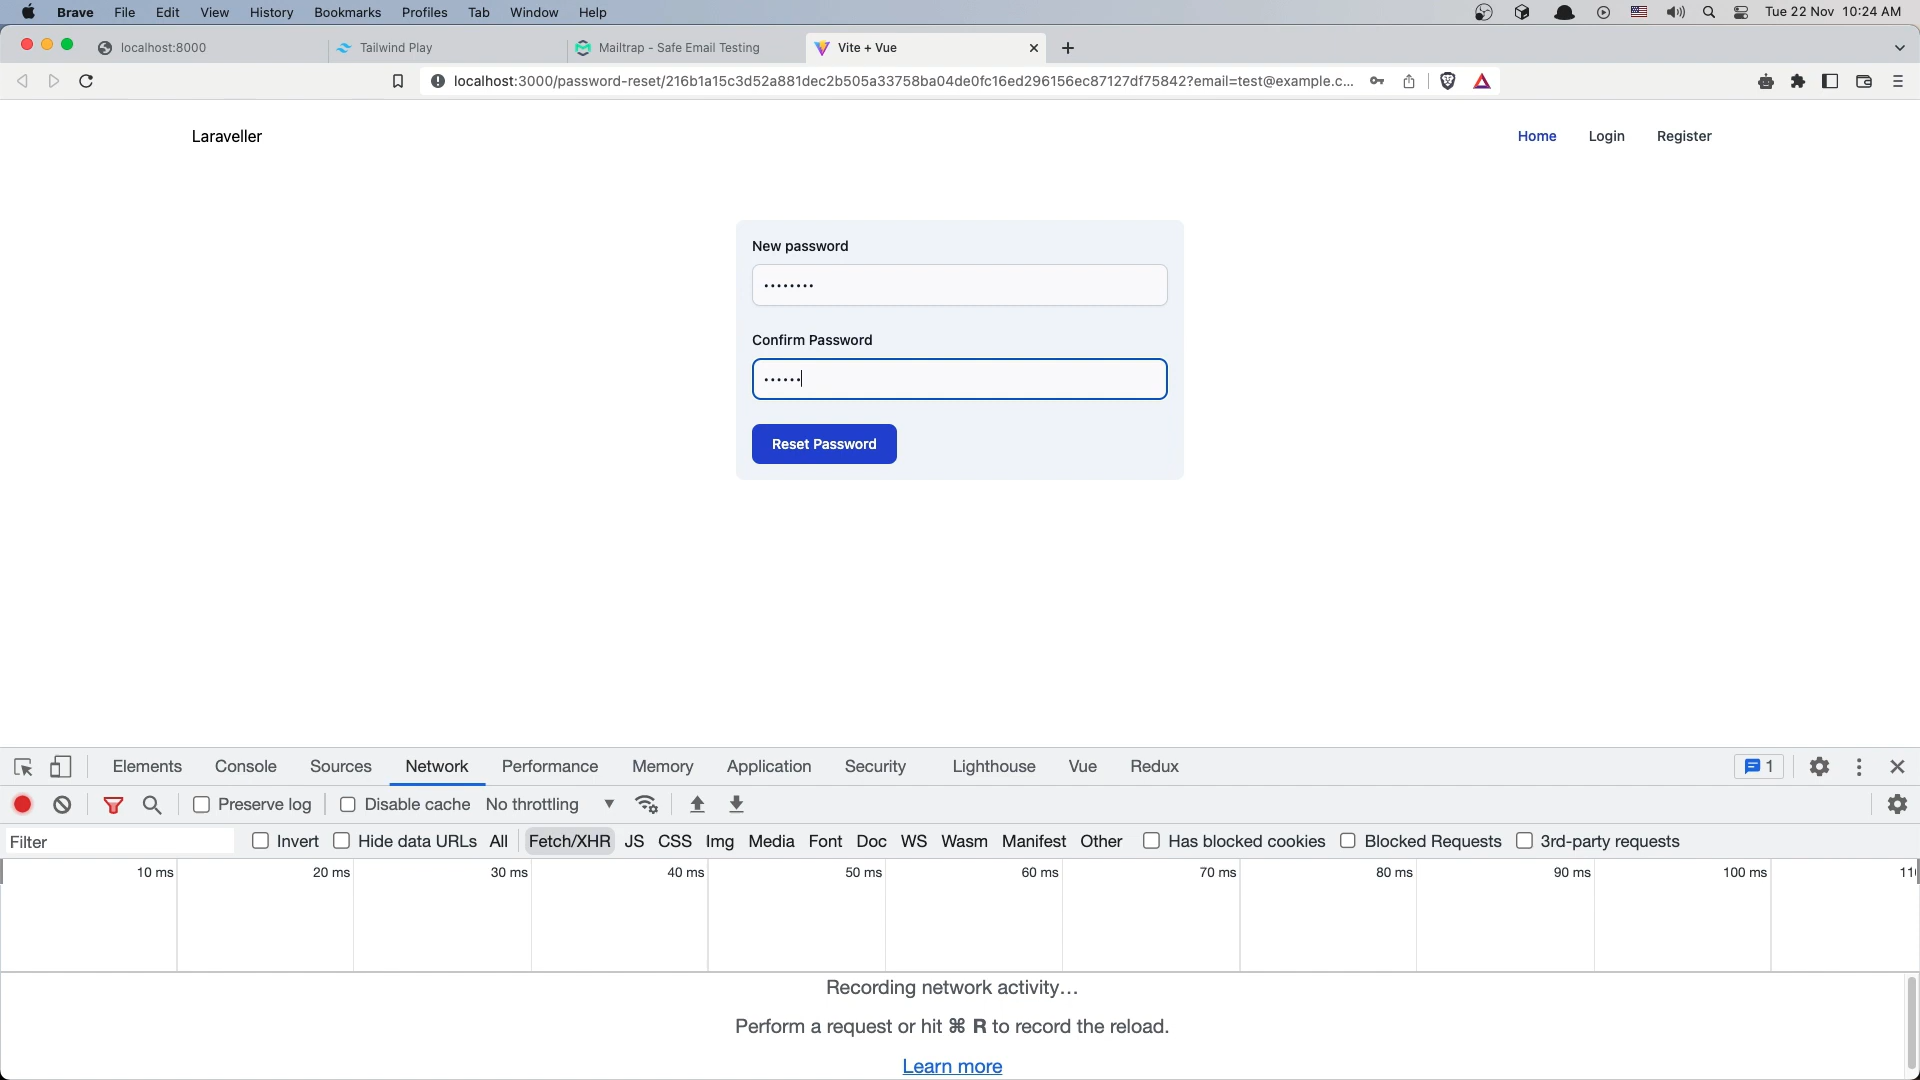 Brave File Edit View History Bookmarks Profiles Tab Window Help Tue 22 Nov 10:24 AM
localhost:8000 Tailwind Play Mailtrap - Safe Email Testing Vite + Vue
localhost:3000/password-reset/216b1a15c3d52a881dec2b505a33758ba04de0fc16ed296156ec87127df75842?email=test@example.c...
Laraveller Home Login Register
New password
••••••••
Confirm Password
••••••
Reset Password
Elements Console Sources Network Performance Memory Application Security Lighthouse Vue Redux 1
Preserve log Disable cache No throttling
Filter Invert Hide data URLs All Fetch/XHR JS CSS Img Media Font Doc WS Wasm Manifest Other Has blocked cookies Blocked Requests 3rd-party requests
10 ms 20 ms 30 ms 40 ms 50 ms 60 ms 70 ms 80 ms 90 ms 100 ms 11
Recording network activity…
Perform a request or hit ⌘ R to record the reload.
Learn more